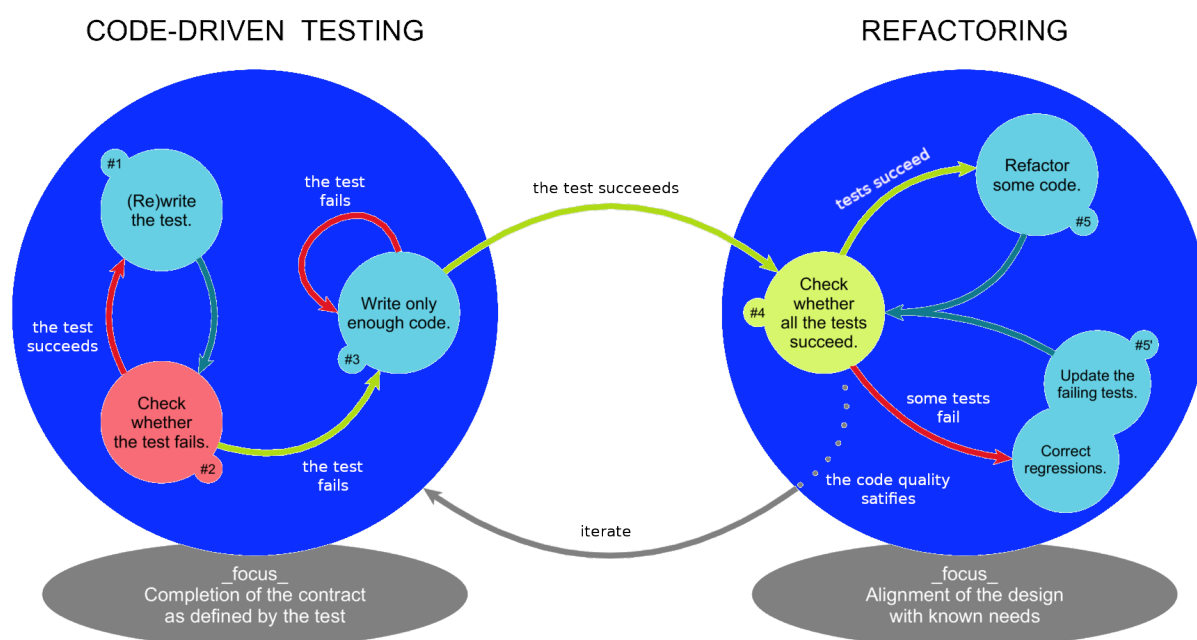 CODE-DRIVEN TESTING
REFACTORING
#1
(Re)write
the test.
the test
succeeds
Check
whether
the test fails.
#2
the test
fails
the test
fails
Write only
enough code.
#3
the test succeeeds
tests succeed
Refactor
some code.
#5
Check
whether
all the tests
succeed.
#4
#5'
Update the
failing tests.
some tests
fail
Correct
regressions.
the code quality
satifies
iterate
_focus_
Completion of the contract
as defined by the test
_focus_
Alignment of the design
with known needs